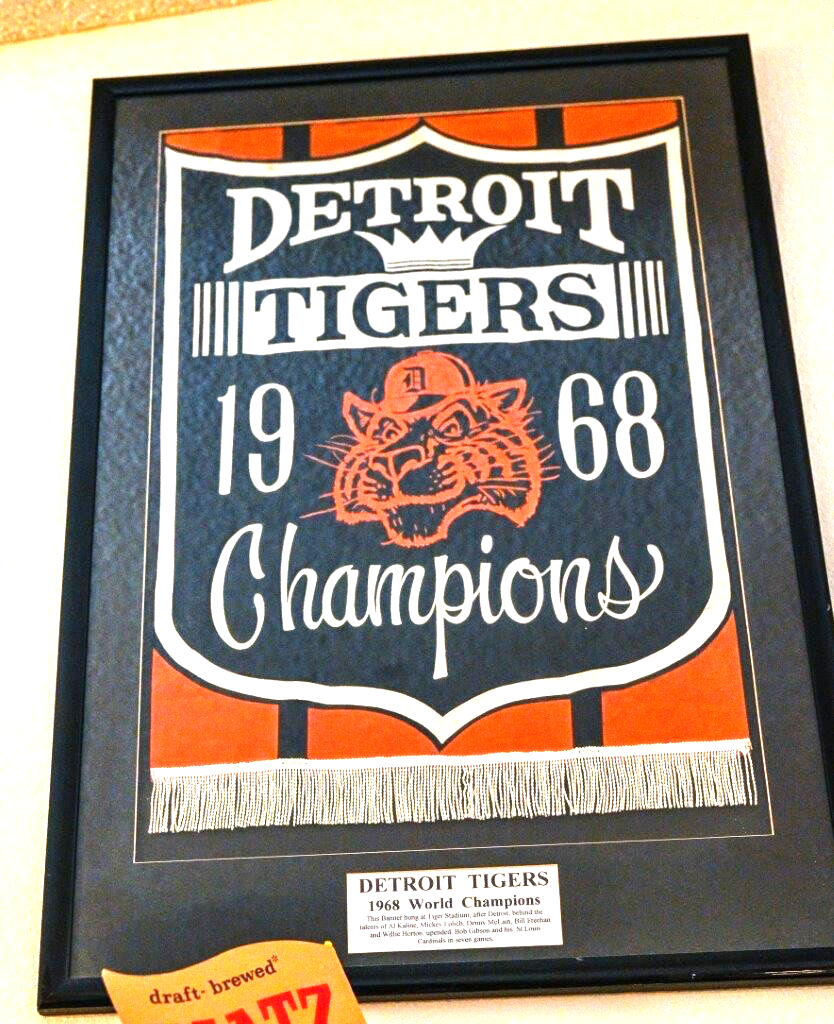 DETROIT
TIGERS
D
19 68
Champions
DETROIT TIGERS
1968 World Champions
This Banner hung at Tiger Stadium, after Detroit, behind the
talents of Al Kaline, Mickey Lolich, Denny McLain, Bill Freehan
and Willie Horton, upended Bob Gibson and his St Louis
Cardinals in seven games.
draft-brewed*
ATZ